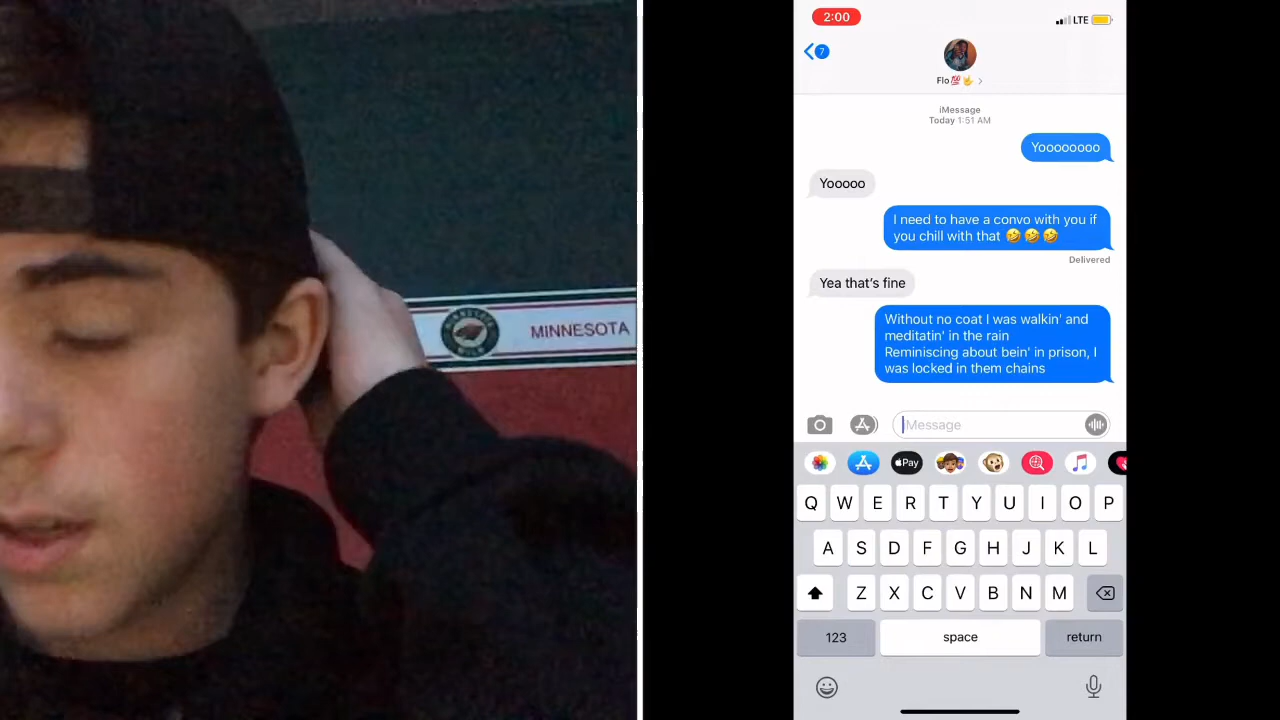 MINNESOTA
2:00
LTE
7
Flo💯🤟 >
iMessage
Today 1:51 AM
Yoooooooo
Yooooo
I need to have a convo with you if
you chill with that 🤣🤣🤣
Delivered
Yea that's fine
Without no coat I was walkin' and
meditatin' in the rain
Reminiscing about bein' in prison, I
was locked in them chains
iMessage
Pay
Q W E R T Y U I O P
A S D F G H J K L
Z X C V B N M
123 space return